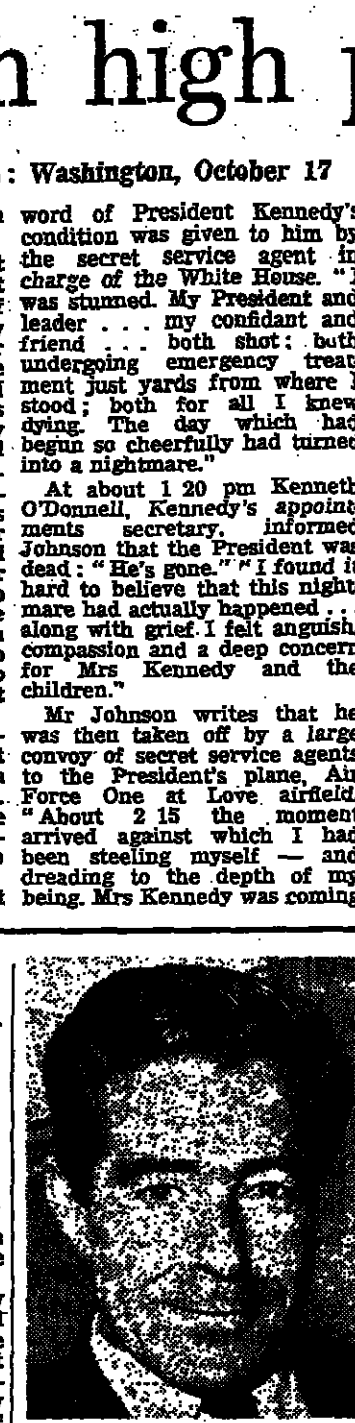 high
: Washington, October 17
word of President Kennedy's
condition was given to him by
the secret service agent in
charge of the White House. "I
was stunned. My President and
leader . . . my confidant and
friend . . . both shot: both
undergoing emergency treat
ment just yards from where I
stood; both for all I knew
dying. The day which had
begun so cheerfully had turned
into a nightmare."
At about 1 20 pm Kenneth
O'Donnell, Kennedy's appoint
ments secretary, informed
Johnson that the President was
dead: "He's gone." "I found it
hard to believe that this night
mare had actually happened . . .
along with grief I felt anguish,
compassion and a deep concern
for Mrs Kennedy and the
children."
Mr Johnson writes that he
was then taken off by a large
convoy of secret service agents
to the President's plane, Air
Force One at Love airfield.
"About 2 15 the moment
arrived against which I had
been steeling myself — and
dreading to the depth of my
being. Mrs Kennedy was coming